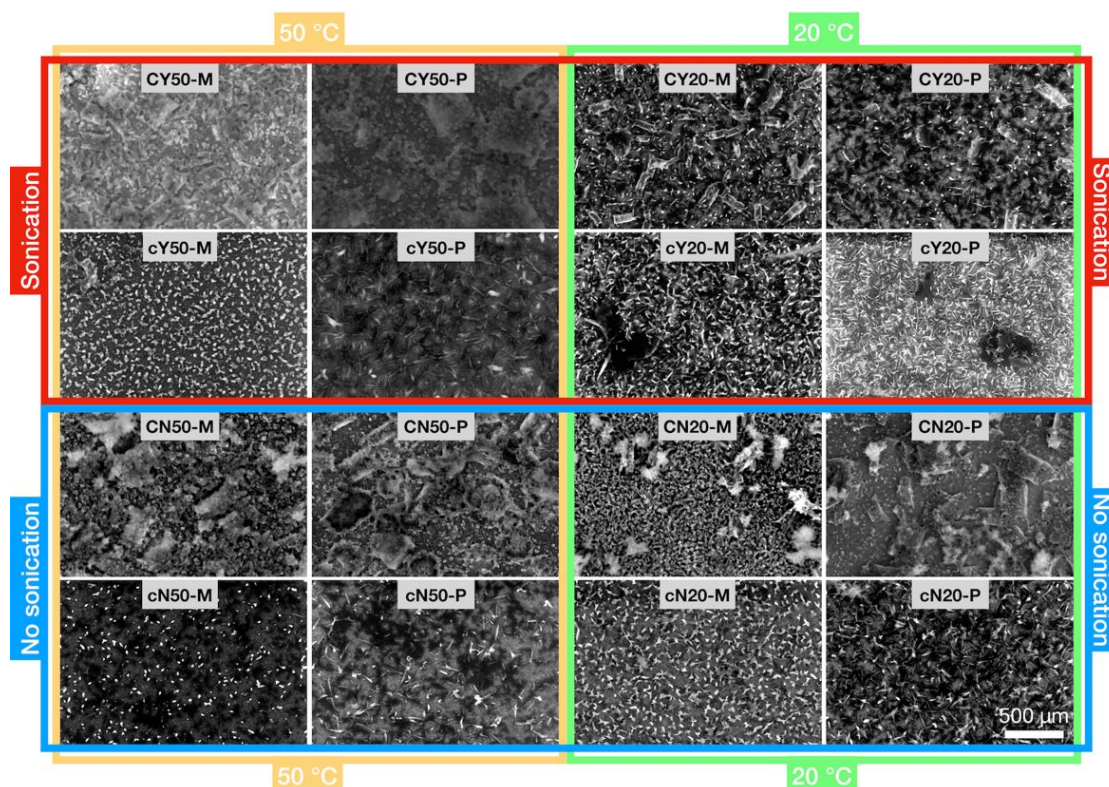 50 °C
20 °C
CY50-M
CY50-P
CY20-M
CY20-P
Sonication
Sonication
cY50-M
cY50-P
cY20-M
cY20-P
CN50-M
CN50-P
CN20-M
CN20-P
No sonication
No sonication
cN50-M
cN50-P
cN20-M
cN20-P
500 µm
50 °C
20 °C